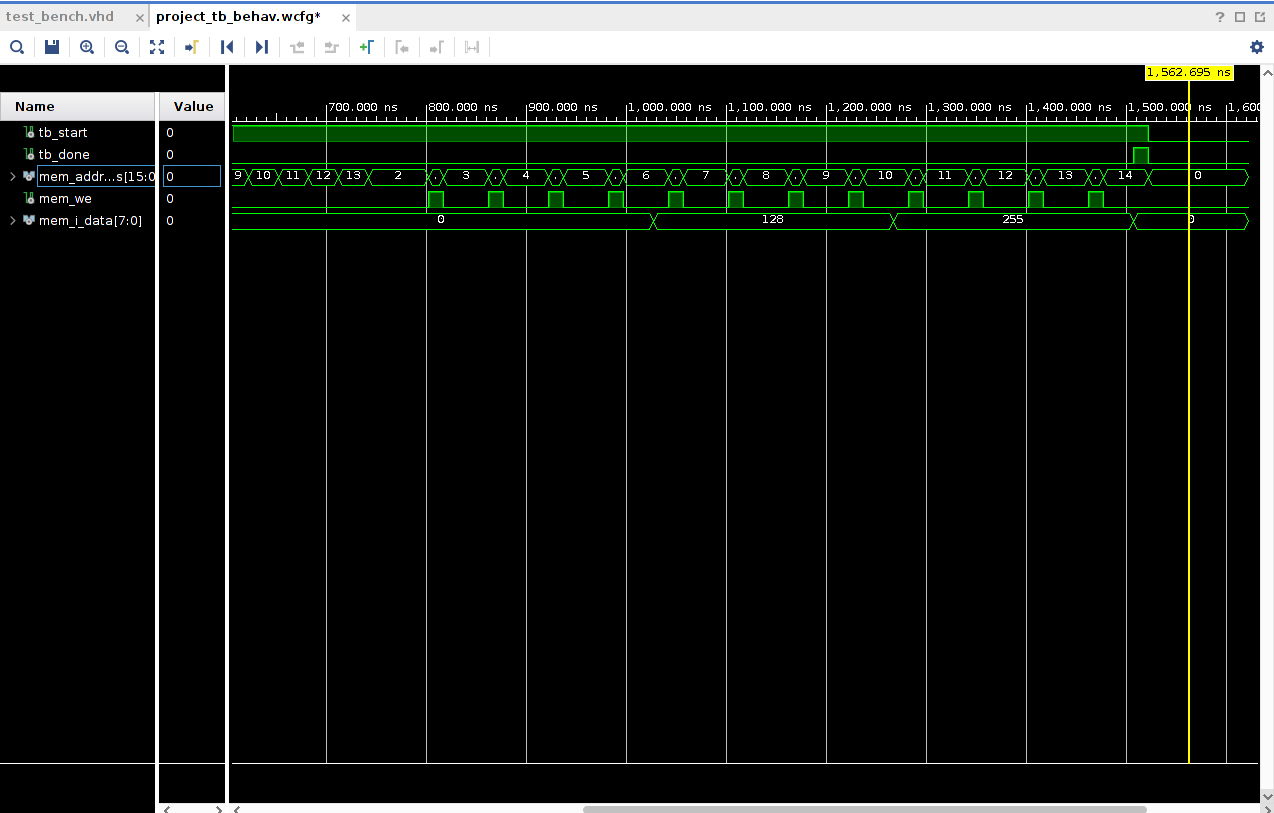 test_bench.vhd × project_tb_behav.wcfg* ×
?
1,562.695 ns
Name Value
700.000 ns 800.000 ns 900.000 ns 1,000.000 ns 1,100.000 ns 1,200.000 ns 1,300.000 ns 1,400.000 ns 1,500.000 ns 1,600
tb_start 0
tb_done 0
mem_addr...s[15:0 0 9 10 11 12 13 2 . 3 . 4 . 5 . 6 . 7 . 8 . 9 . 10 . 11 . 12 . 13 . 14 0
mem_we 0
mem_i_data[7:0] 0 0 128 255 0